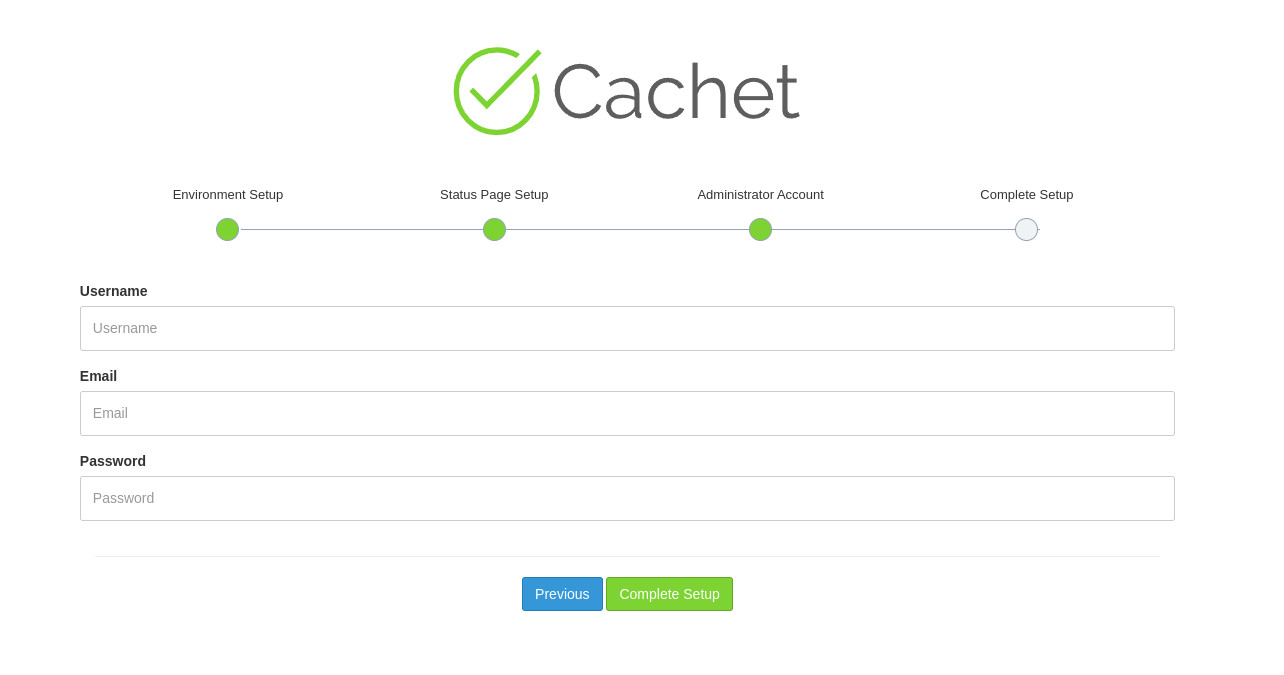 Cachet
Environment Setup
Status Page Setup
Administrator Account
Complete Setup
Username
Username
Email
Email
Password
Password
Previous
Complete Setup